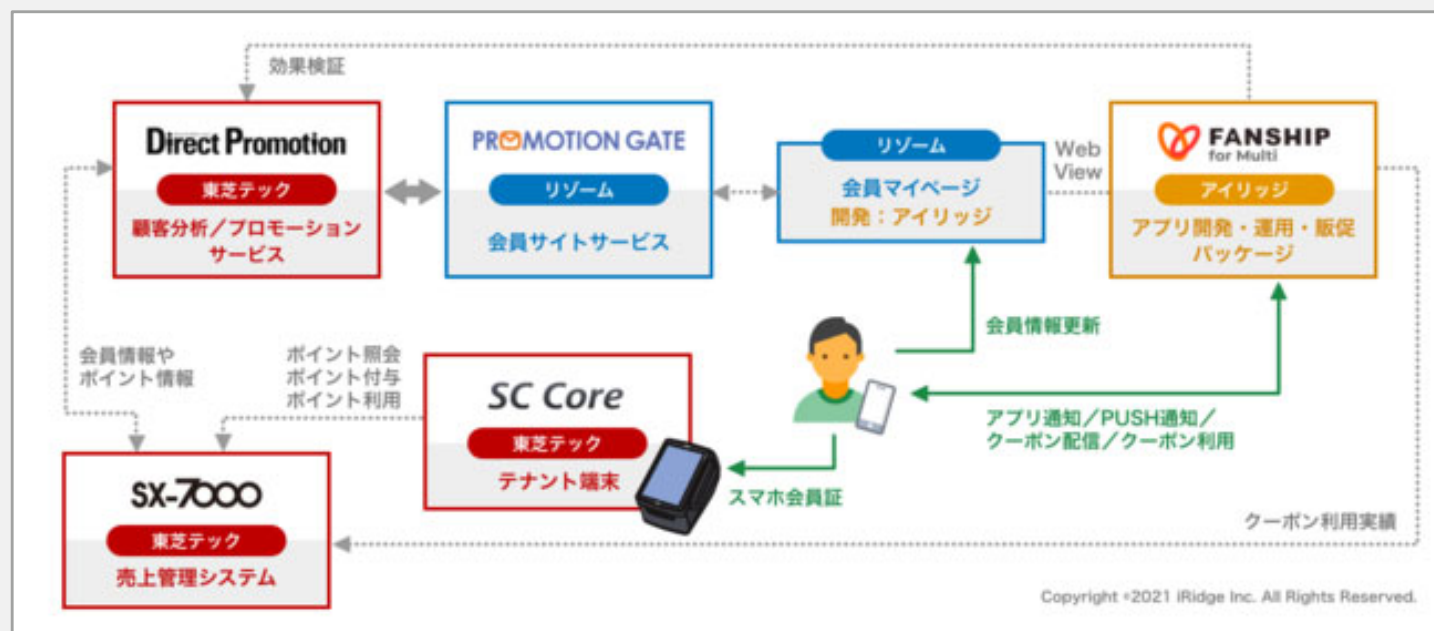 効果検証
Direct Promotion
東芝テック
顧客分析／プロモーション
サービス
PROMOTION GATE
リゾーム
会員サイトサービス
リゾーム
会員マイページ
開発：アイリッジ
Web
View
FANSHIP
for Multi
アイリッジ
アプリ開発・運用・販促
パッケージ
会員情報や
ポイント情報
ポイント照会
ポイント付与
ポイント利用
SC Core
東芝テック
テナント端末
会員情報更新
アプリ通知／PUSH通知／
クーポン配信／クーポン利用
スマホ会員証
SX-7000
東芝テック
売上管理システム
クーポン利用実績
Copyright ©2021 iRidge Inc. All Rights Reserved.